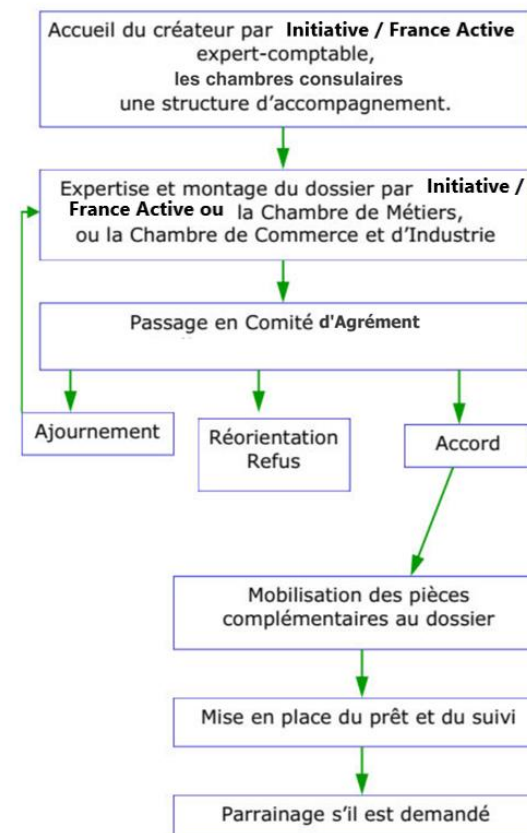 Accueil du créateur par Initiative / France Active
expert-comptable,
les chambres consulaires
une structure d'accompagnement.
Expertise et montage du dossier par Initiative /
France Active ou la Chambre de Métiers,
ou la Chambre de Commerce et d'Industrie
Passage en Comité d'Agrément
Ajournement
Réorientation
Refus
Accord
Mobilisation des pièces
complémentaires au dossier
Mise en place du prêt et du suivi
Parrainage s'il est demandé